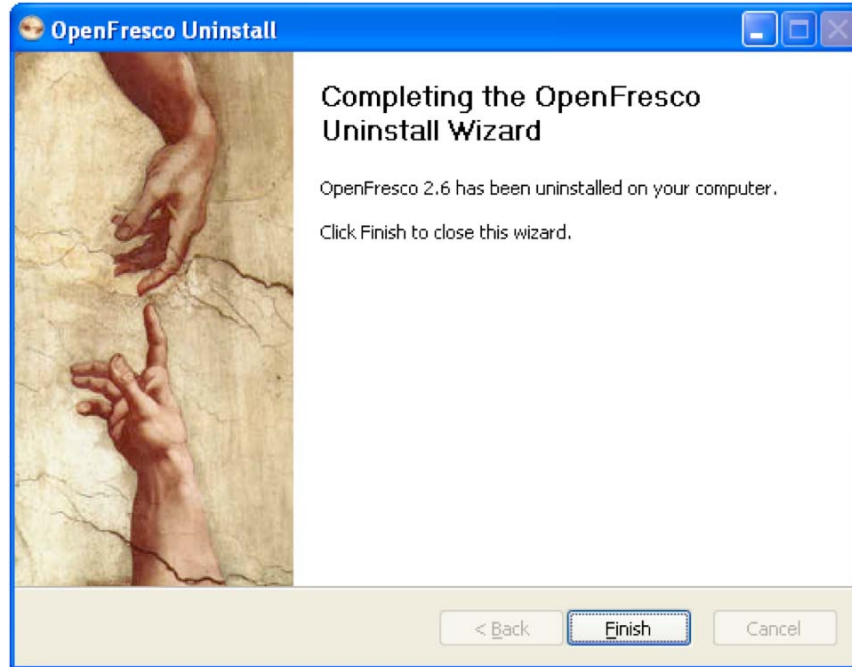 OpenFresco Uninstall
Completing the OpenFresco
Uninstall Wizard
OpenFresco 2.6 has been uninstalled on your computer.
Click Finish to close this wizard.
< Back
Finish
Cancel